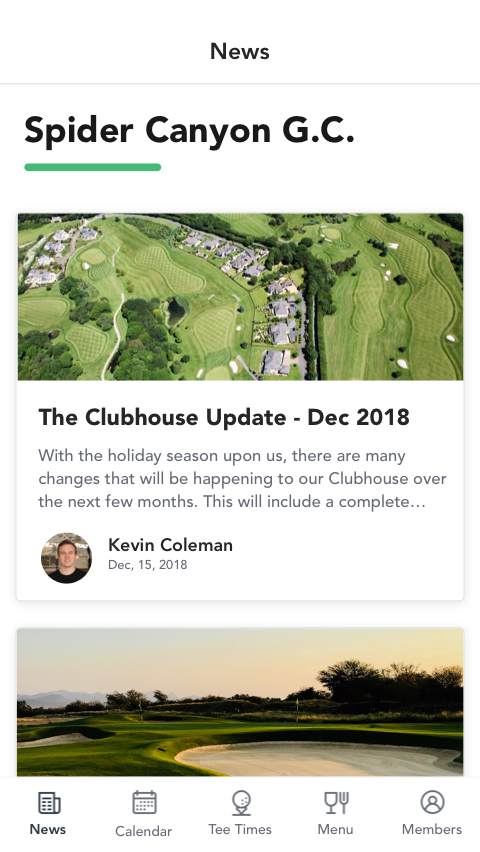 News
Spider Canyon G.C.
The Clubhouse Update - Dec 2018
With the holiday season upon us, there are many
changes that will be happening to our Clubhouse over
the next few months. This will include a complete…
Kevin Coleman
Dec, 15, 2018
News
Calendar
Tee Times
Menu
Members